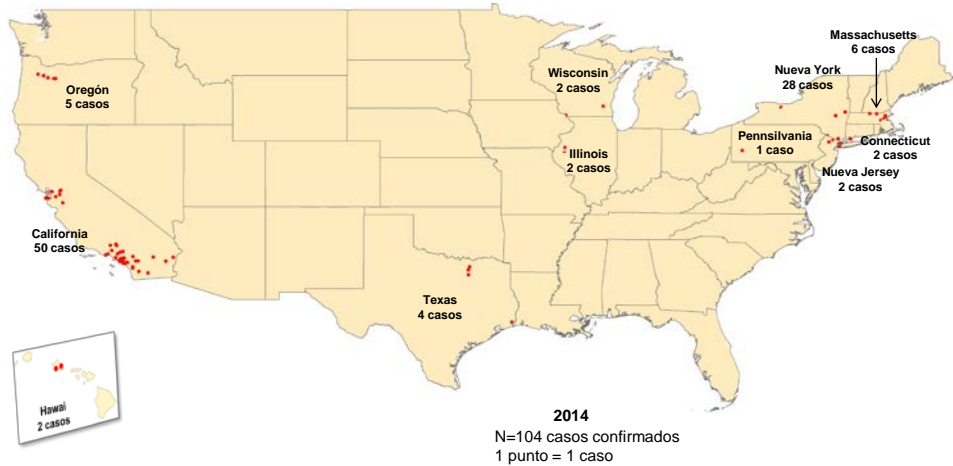 Massachusetts
6 casos
Nueva York
28 casos
Wisconsin
2 casos
Oregón
5 casos
Pennsilvania
1 caso
Illinois
2 casos
Connecticut
2 casos
Nueva Jersey
2 casos
California
50 casos
Texas
4 casos
Hawai
2 casos
2014
N=104 casos confirmados
1 punto = 1 caso